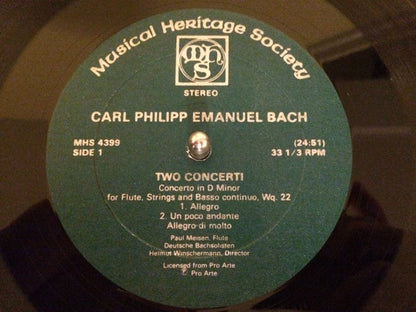 Musical Heritage Society
mhs
STEREO
CARL PHILIPP EMANUEL BACH
MHS 4399 (24:51)
SIDE 1 33 1/3 RPM
TWO CONCERTI
Concerto in D Minor
for Flute, Strings and Basso continuo, Wq. 22
1. Allegro
2. Un poco andante
Allegro di molto
Paul Meisen, Flute
Deutsche Bachsolisten
Helmut Winschermann, Director
Licensed from Pro Arte
℗ Pro Arte